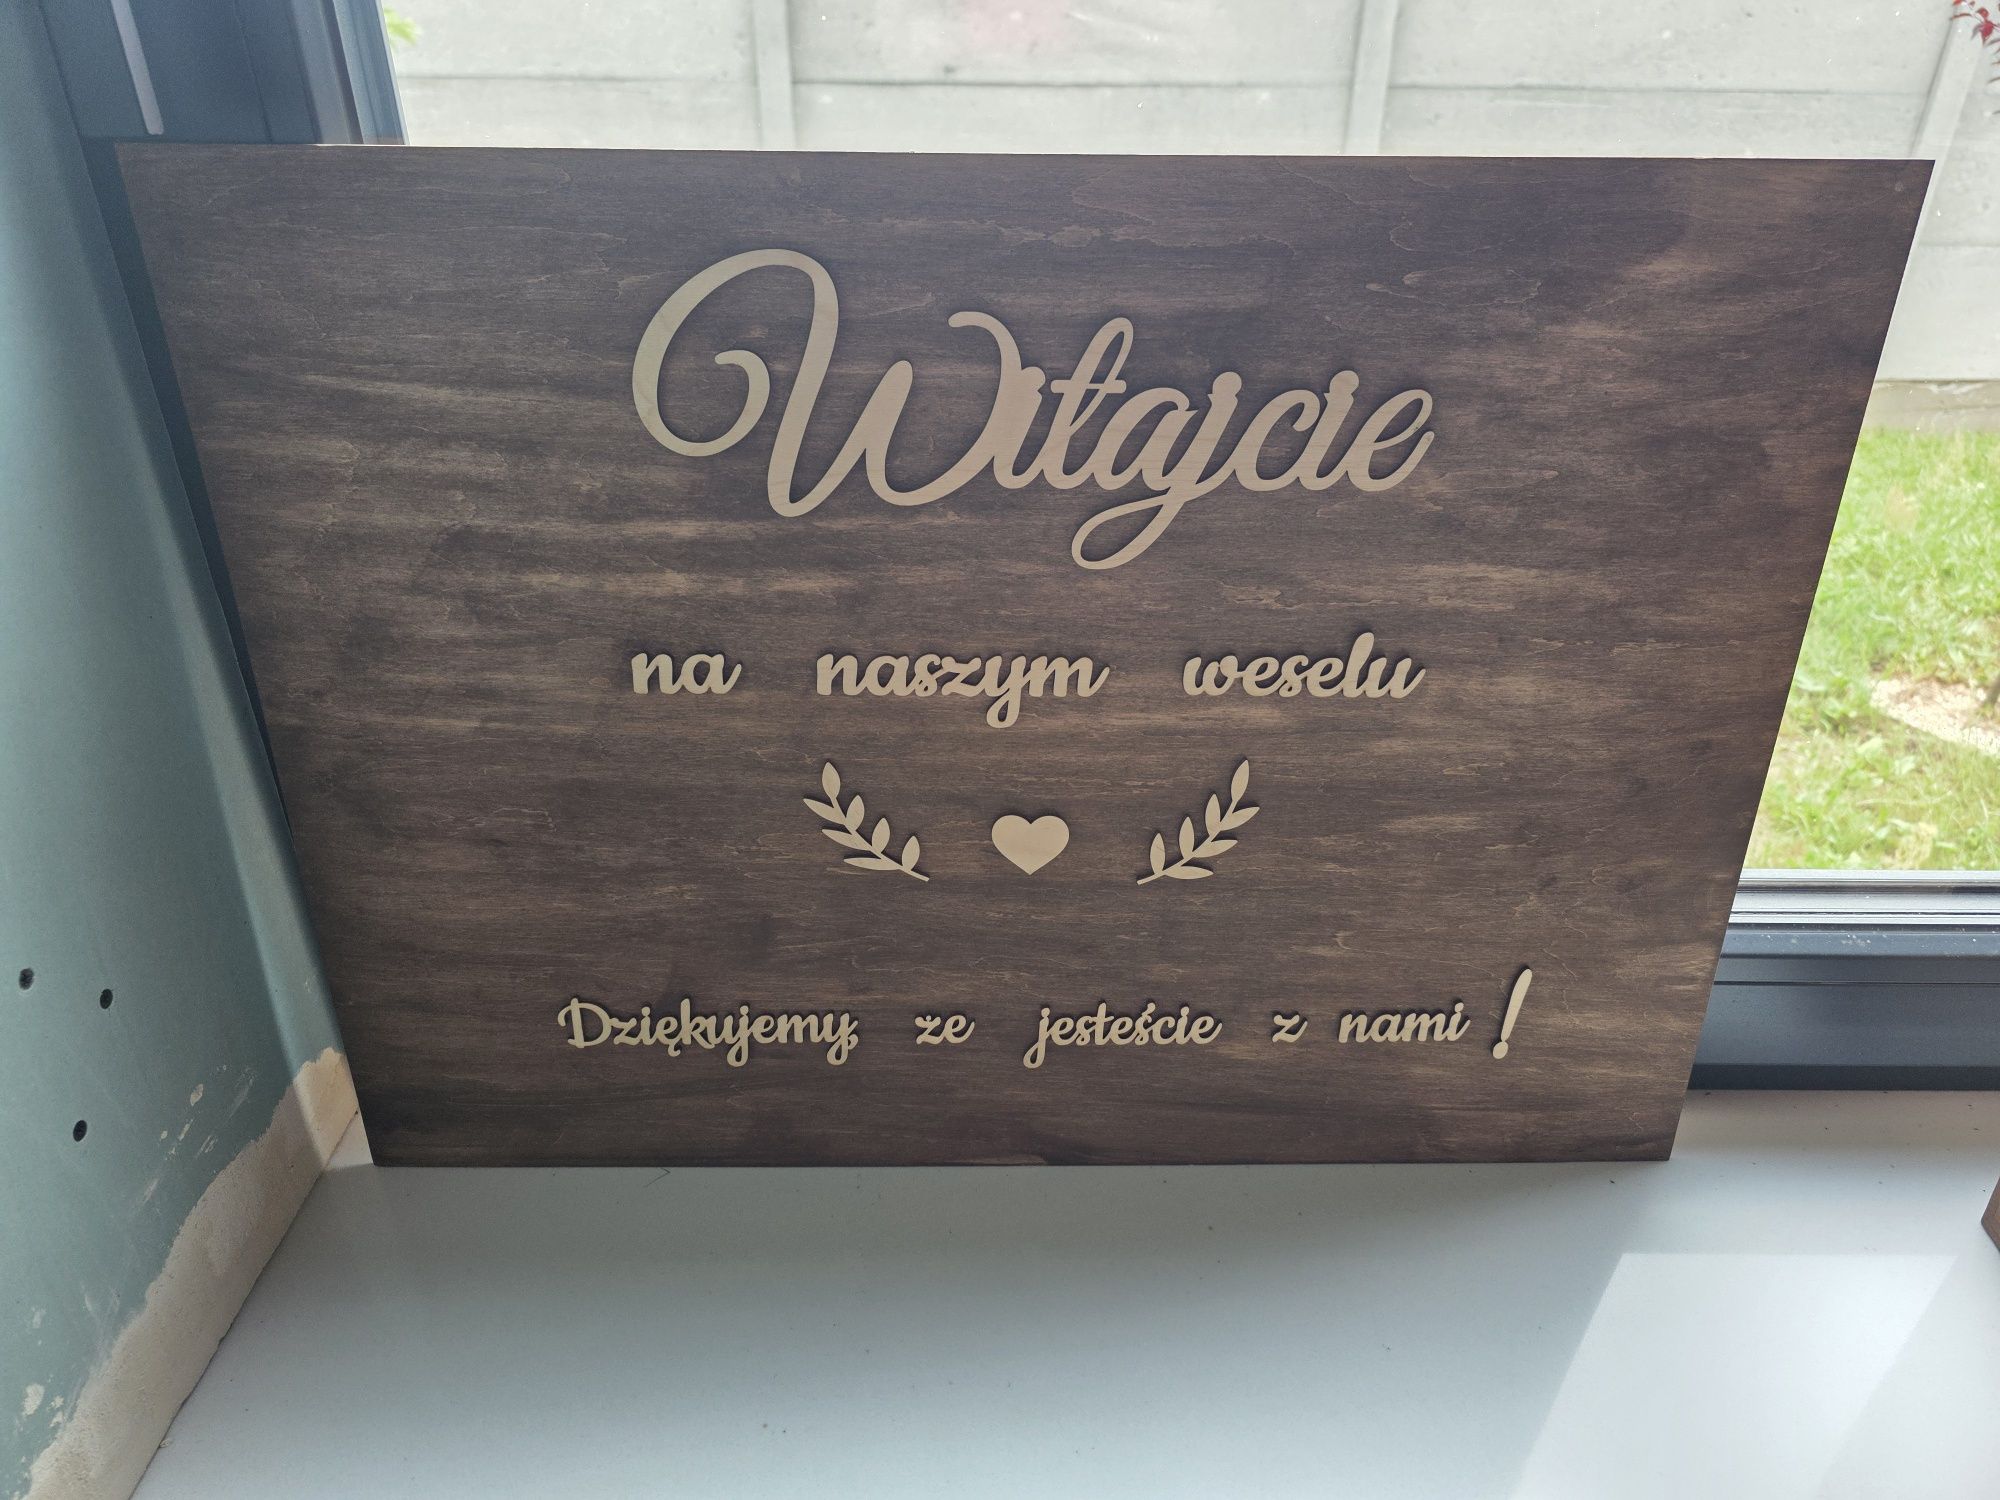 Witajcie
na naszym weselu
Dziękujemy, że jesteście z nami!